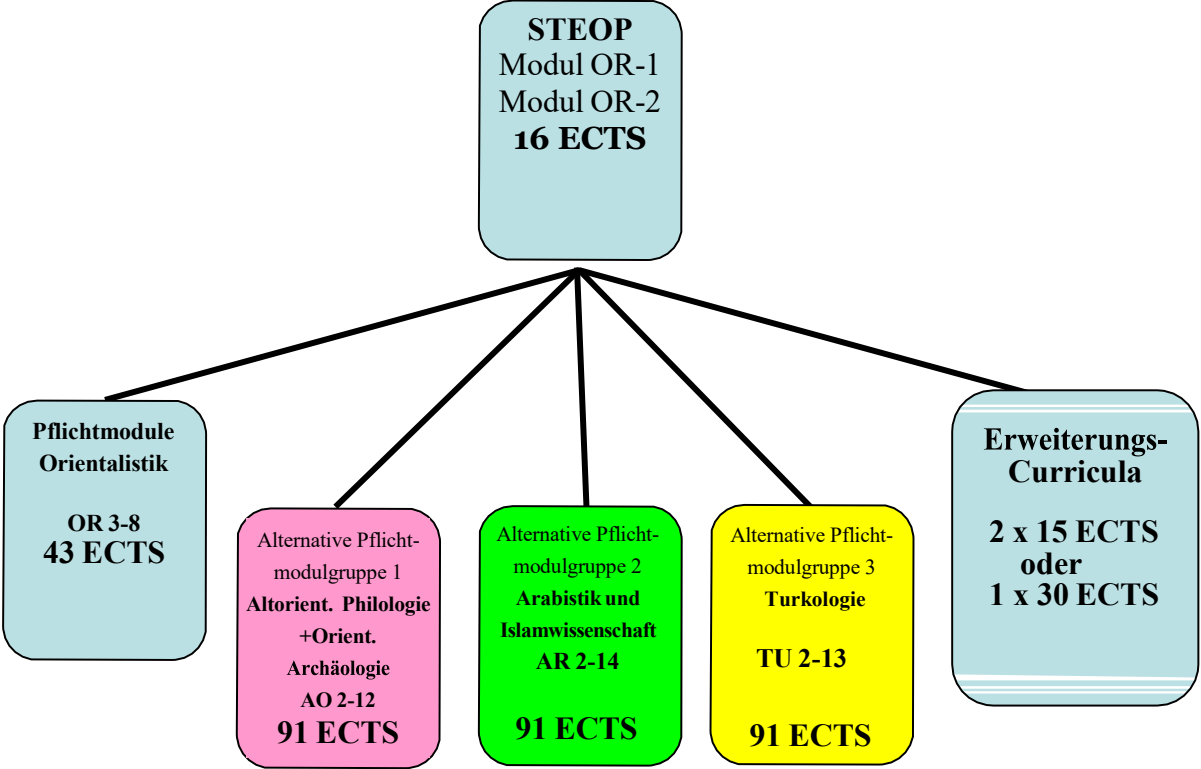 STEOP
Modul OR-1
Modul OR-2
16 ECTS
Pflichtmodule
Orientalistik
OR 3-8
43 ECTS
Alternative Pflicht-
modulgruppe 1
Altorient. Philologie
+Orient.
Archäologie
AO 2-12
91 ECTS
Alternative Pflicht-
modulgruppe 2
Arabistik und
Islamwissenschaft
AR 2-14
91 ECTS
Alternative Pflicht-
modulgruppe 3
Turkologie
TU 2-13
91 ECTS
Erweiterungs-
Curricula
2 x 15 ECTS
oder
1 x 30 ECTS